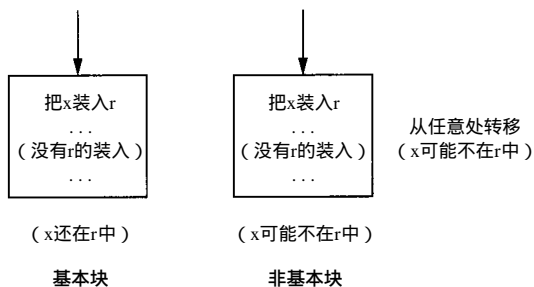 把x装入r
...
（没有r的装入）
...
（x还在r中）
基本块
把x装入r
...
（没有r的装入）
...
（x可能不在r中）
非基本块
从任意处转移
（x可能不在r中）